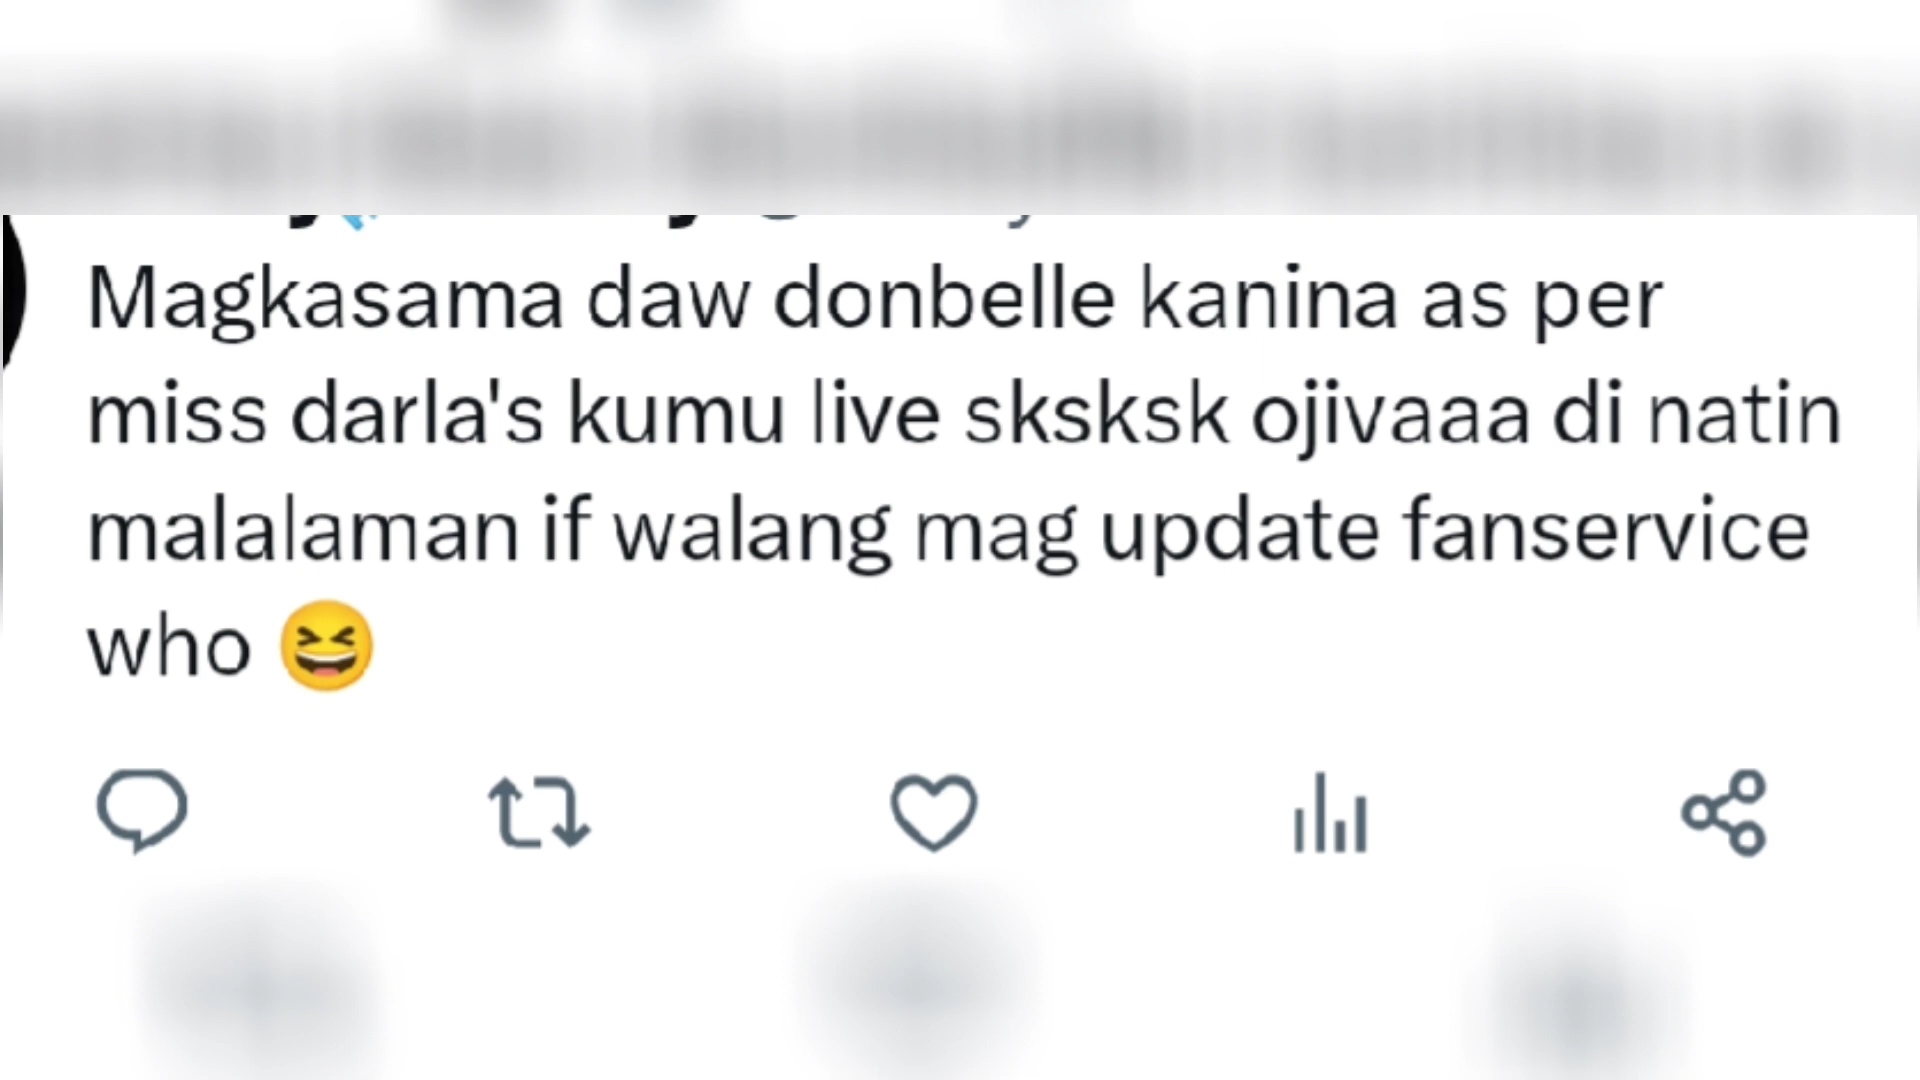 Magkasama daw donbelle kanina as per
miss darla's kumu live sksksk ojivaaa di natin
malalaman if walang mag update fanservice
who 😆